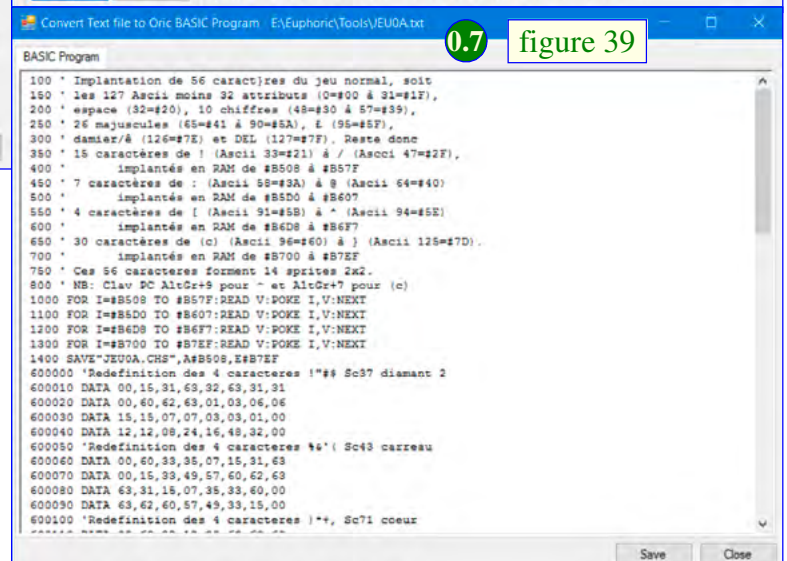 Convert Text file to Oric BASIC Program E:\Euphoric\Tools\JEU0A.txt
0.7
figure 39
BASIC Program
100 ' Implantation de 56 caract}res du jeu normal, soit
150 ' les 127 Ascii moins 32 attributs (0=#00 à 31=#1F),
200 ' espace (32=#20), 10 chiffres (48=#30 à 57=#39),
250 ' 26 majuscules (65=#41 à 90=#5A), £ (95=#5F),
300 ' damier/â (126=#7E) et DEL (127=#7F). Reste donc
350 ' 15 caractères de ! (Ascii 33=#21) à / (Ascci 47=#2F),
400 ' implantés en RAM de #B508 à #B57F
450 ' 7 caractères de : (Ascii 58=#3A) à @ (Ascii 64=#40)
500 ' implantés en RAM de #B5D0 à #B607
550 ' 4 caractères de [ (Ascii 91=#5B) à ^ (Ascii 94=#5E)
600 ' implantés en RAM de #B6D8 à #B6F7
650 ' 30 caractères de (c) (Ascii 96=#60) à } (Ascii 125=#7D).
700 ' implantés en RAM de #B700 à #B7EF
750 ' Ces 56 caracteres forment 14 sprites 2x2.
800 ' NB: Clav PC AltGr+9 pour ^ et AltGr+7 pour (c)
1000 FOR I=#B508 TO #B57F:READ V:POKE I,V:NEXT
1100 FOR I=#B5D0 TO #B607:READ V:POKE I,V:NEXT
1200 FOR I=#B6D8 TO #B6F7:READ V:POKE I,V:NEXT
1300 FOR I=#B700 TO #B7EF:READ V:POKE I,V:NEXT
1400 SAVE"JEU0A.CHS",A#B508,E#B7EF
600000 'Redefinition des 4 caracteres !"#$ Sc37 diamant 2
600010 DATA 00,15,31,63,32,63,31,31
600020 DATA 00,60,62,63,01,03,06,06
600030 DATA 15,15,07,07,03,03,01,00
600040 DATA 12,12,08,24,16,48,32,00
600050 'Redefinition des 4 caracteres %&'( Sc43 carreau
600060 DATA 00,60,33,35,07,15,31,63
600070 DATA 00,15,33,49,57,60,62,63
600080 DATA 63,31,15,07,35,33,60,00
600090 DATA 63,62,60,57,49,33,15,00
600100 'Redefinition des 4 caracteres )*+, Sc71 coeur
Save Close